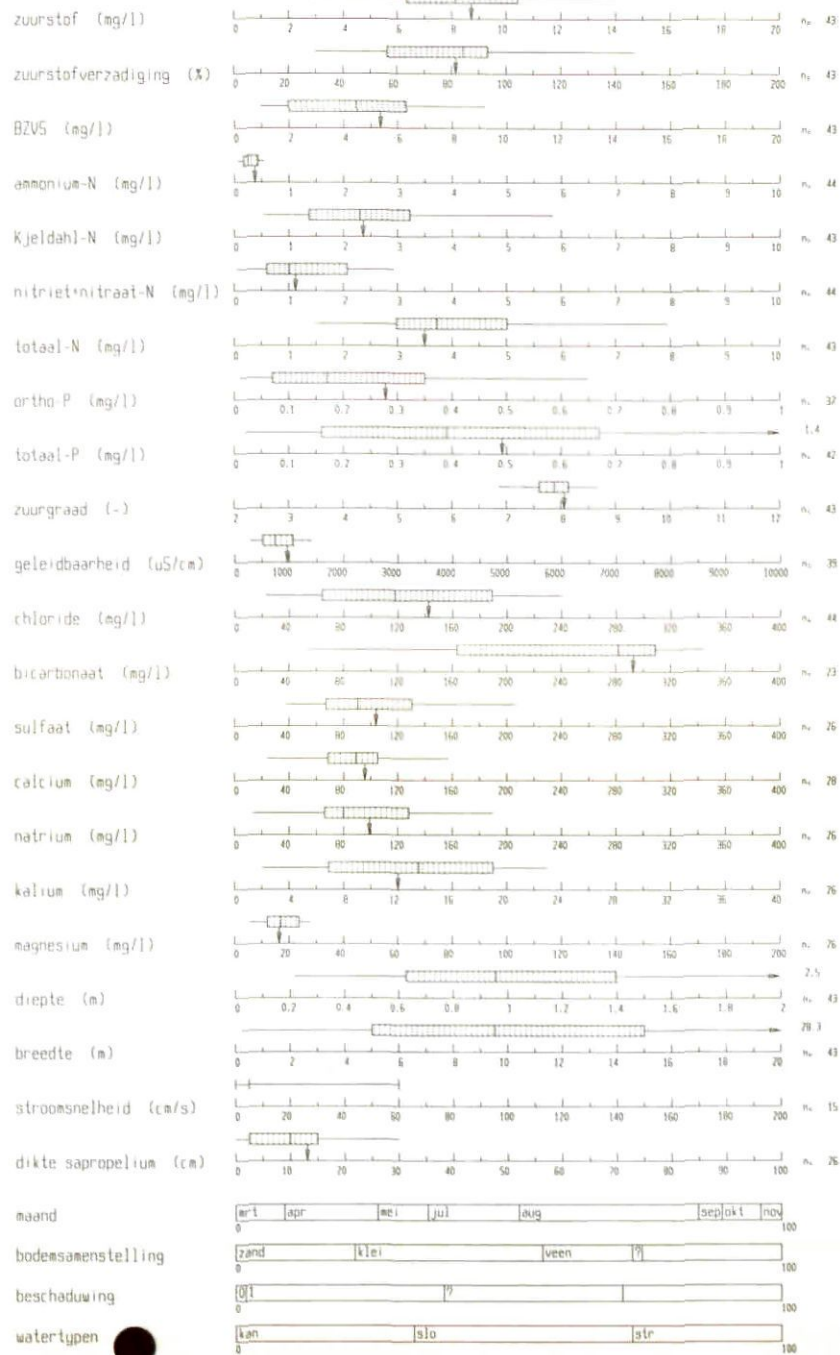 zuurstof (mg/l) 0 2 4 6 8 10 12 14 16 18 20 n= 43
zuurstofverzadiging (%) 0 20 40 60 80 100 120 140 160 180 200 n= 43
BZV5 (mg/l) 0 2 4 6 8 10 12 14 16 18 20 n= 43
ammonium-N (mg/l) 0 1 2 3 4 5 6 7 8 9 10 n= 44
Kjeldahl-N (mg/l) 0 1 2 3 4 5 6 7 8 9 10 n= 43
nitriet+nitraat-N (mg/l) 0 1 2 3 4 5 6 7 8 9 10 n= 44
totaal-N (mg/l) 0 1 2 3 4 5 6 7 8 9 10 n= 43
ortho-P (mg/l) 0 0.1 0.2 0.3 0.4 0.5 0.6 0.7 0.8 0.9 1 n= 37
1.4
totaal-P (mg/l) 0 0.1 0.2 0.3 0.4 0.5 0.6 0.7 0.8 0.9 1 n= 42
zuurgraad (-) 2 3 4 5 6 7 8 9 10 11 12 n= 43
geleidbaarheid (uS/cm) 0 1000 2000 3000 4000 5000 6000 7000 8000 9000 10000 n= 39
chloride (mg/l) 0 40 80 120 160 200 240 280 320 360 400 n= 44
bicarbonaat (mg/l) 0 40 80 120 160 200 240 280 320 360 400 n= 23
sulfaat (mg/l) 0 40 80 120 160 200 240 280 320 360 400 n= 26
calcium (mg/l) 0 40 80 120 160 200 240 280 320 360 400 n= 28
natrium (mg/l) 0 40 80 120 160 200 240 280 320 360 400 n= 26
kalium (mg/l) 0 4 8 12 16 20 24 28 32 36 40 n= 26
magnesium (mg/l) 0 20 40 60 80 100 120 140 160 180 200 n= 26
2.5
diepte (m) 0 0.2 0.4 0.6 0.8 1 1.2 1.4 1.6 1.8 2 n= 43
28.3
breedte (m) 0 2 4 6 8 10 12 14 16 18 20 n= 43
stroomsnelheid (cm/s) 0 20 40 60 80 100 120 140 160 180 200 n= 15
dikte sapropelium (cm) 0 10 20 30 40 50 60 70 80 90 100 n= 26
maand mrt apr mei jul aug sep okt nov
0 100
bodemsamenstelling zand klei veen ?
0 100
beschaduwing 0 1 ?
0 100
watertypen kan slo str
0 100